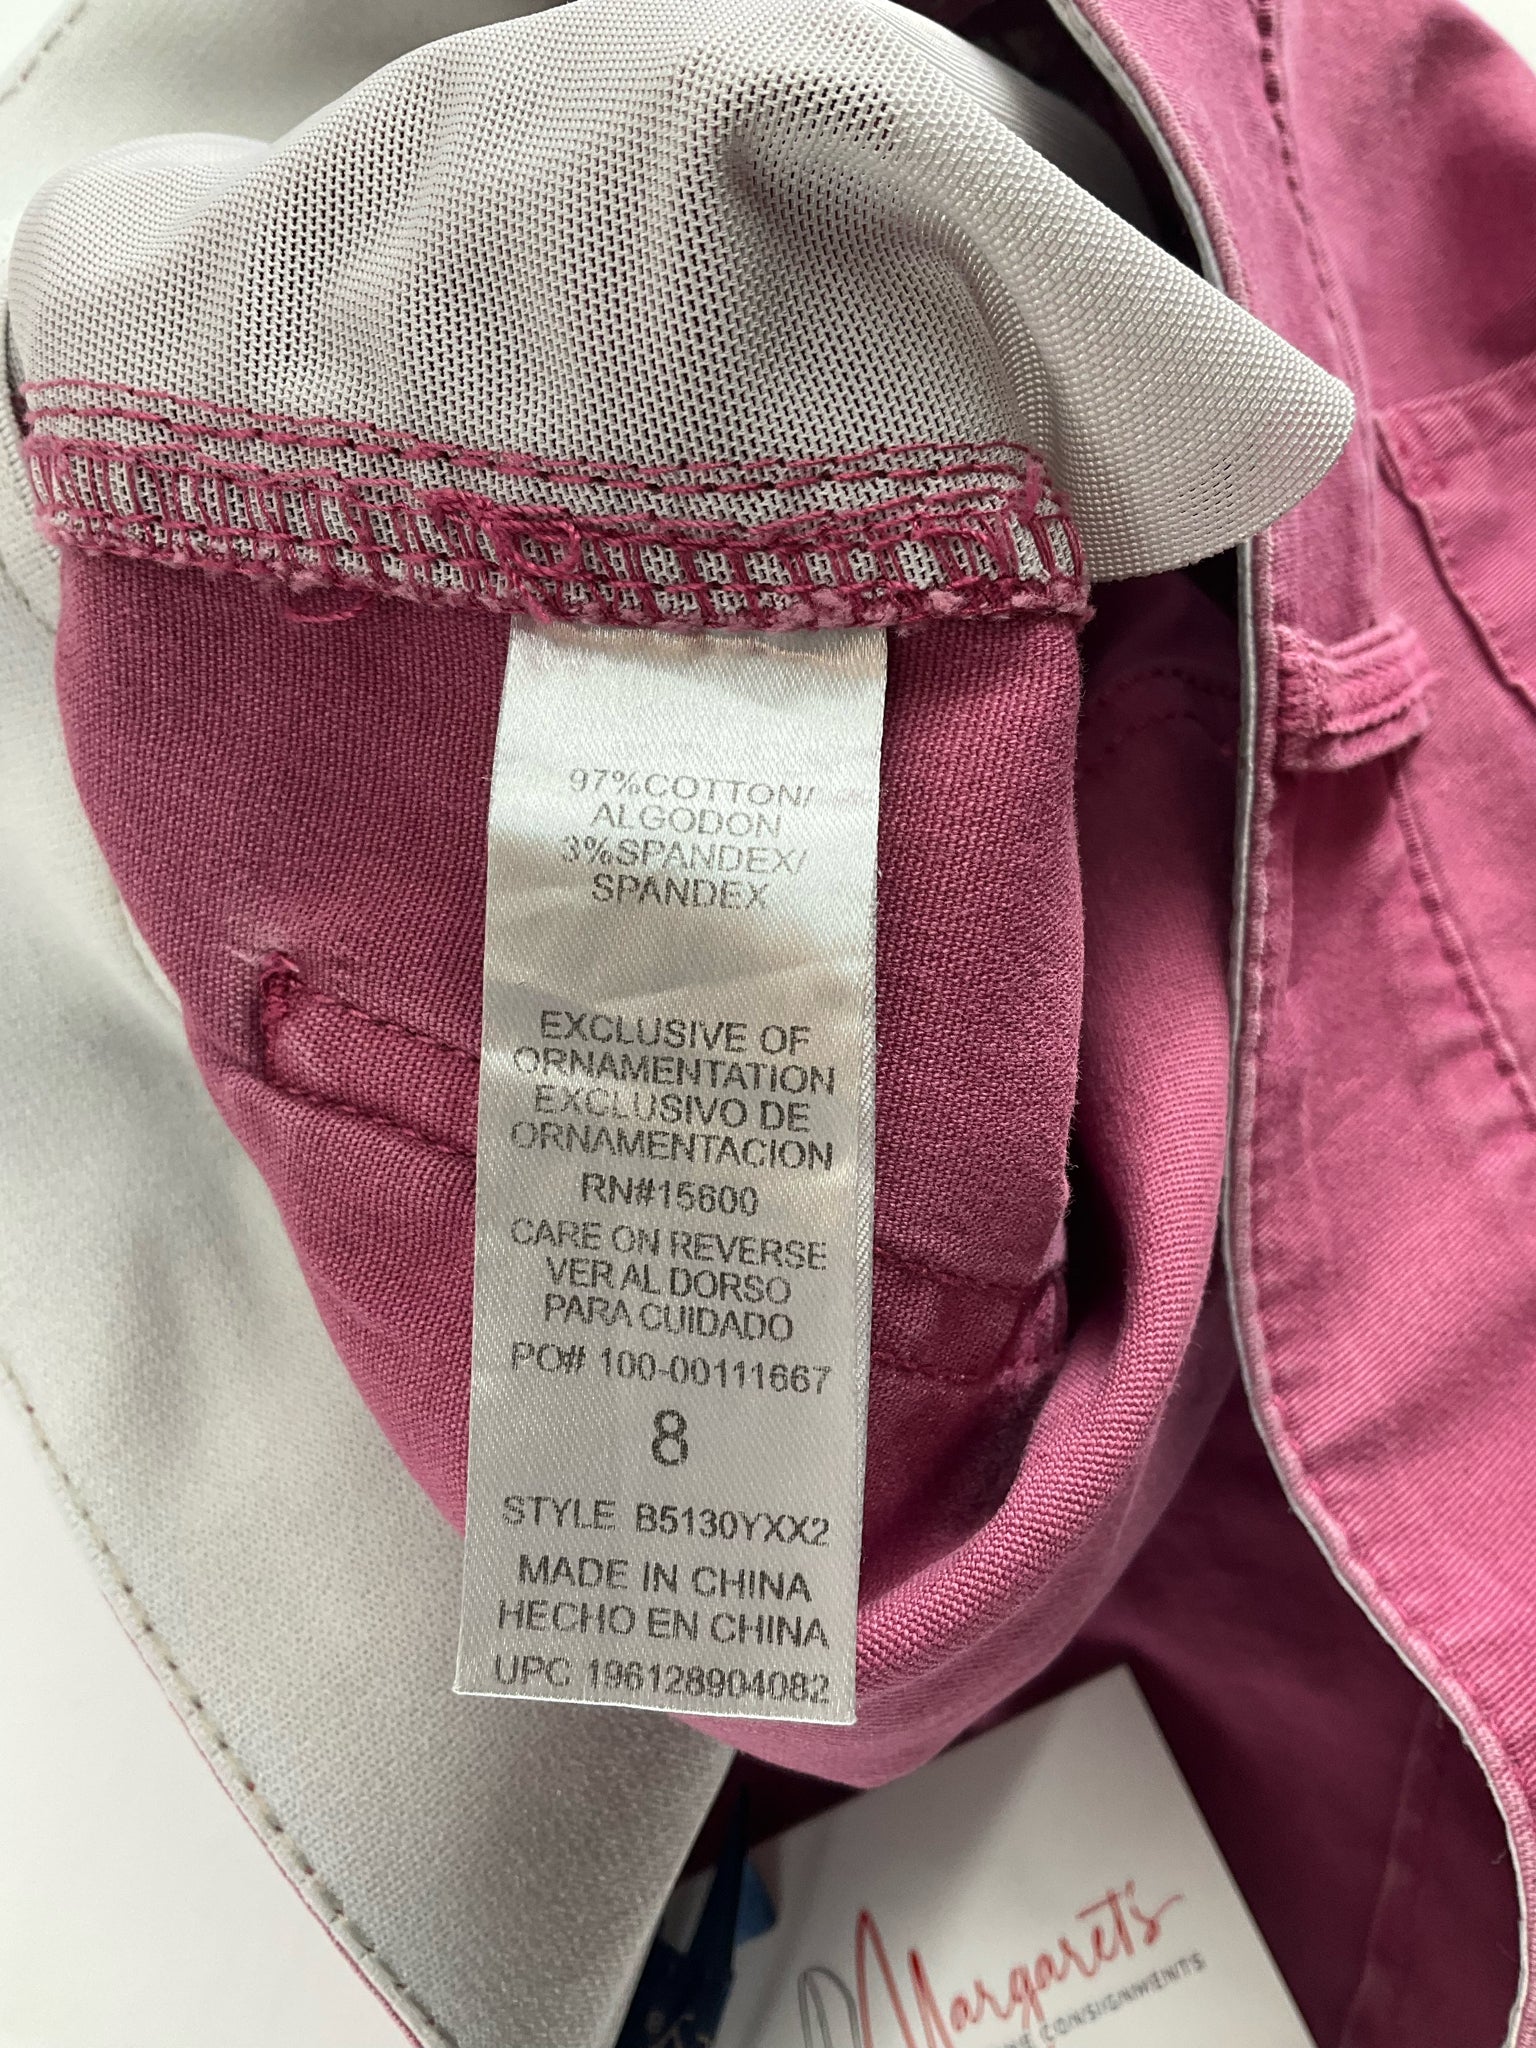 97%COTTON/
ALGODON
3%SPANDEX/
SPANDEX
EXCLUSIVE OF
ORNAMENTATION
EXCLUSIVO DE
ORNAMENTACION
RN#15600
CARE ON REVERSE
VER AL DORSO
PARA CUIDADO
PO# 100-00111667
8
STYLE B5130YXX2
MADE IN CHINA
HECHO EN CHINA
UPC 196128904082
Margaret's
CONSIGNMENTS